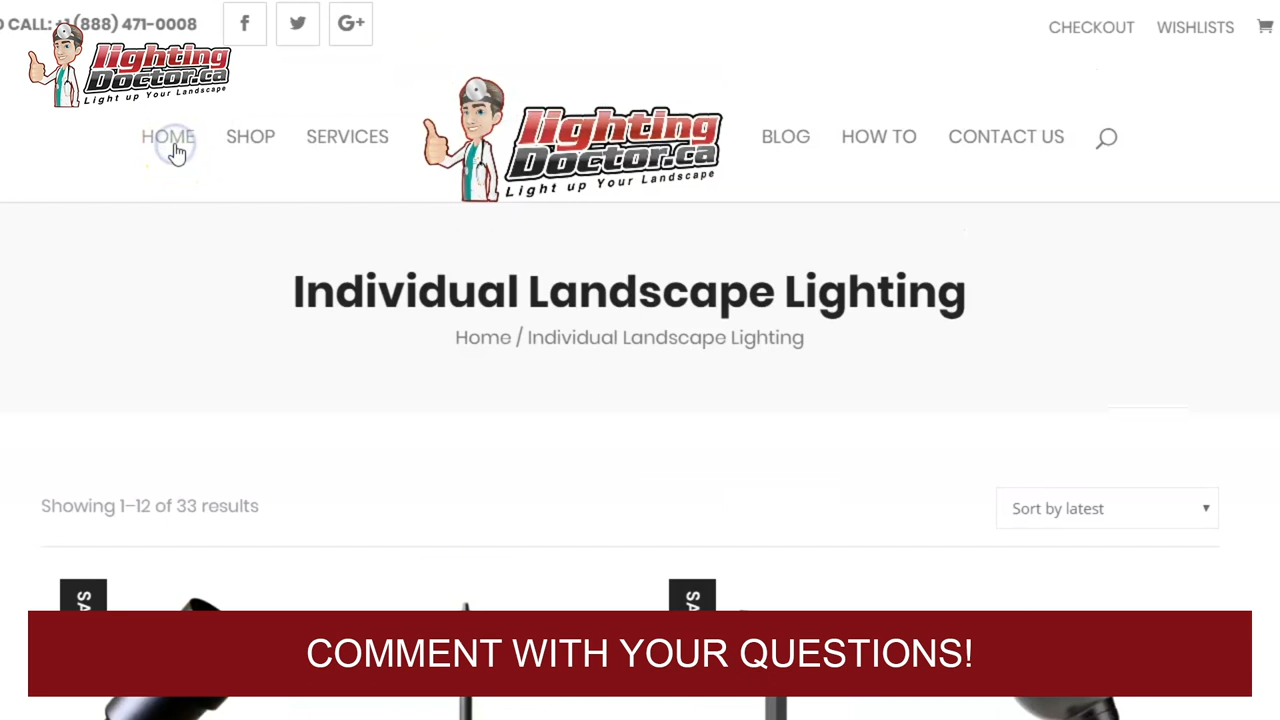 CALL: +1 (888) 471-0008
f
G+
CHECKOUT
WISHLISTS
lighting
Doctor.ca
Light up Your Landscape
HOME
SHOP
SERVICES
lighting
Doctor.ca
Light up Your Landscape
BLOG
HOW TO
CONTACT US
Individual Landscape Lighting
Home / Individual Landscape Lighting
Showing 1–12 of 33 results
Sort by latest
SA
SA
COMMENT WITH YOUR QUESTIONS!